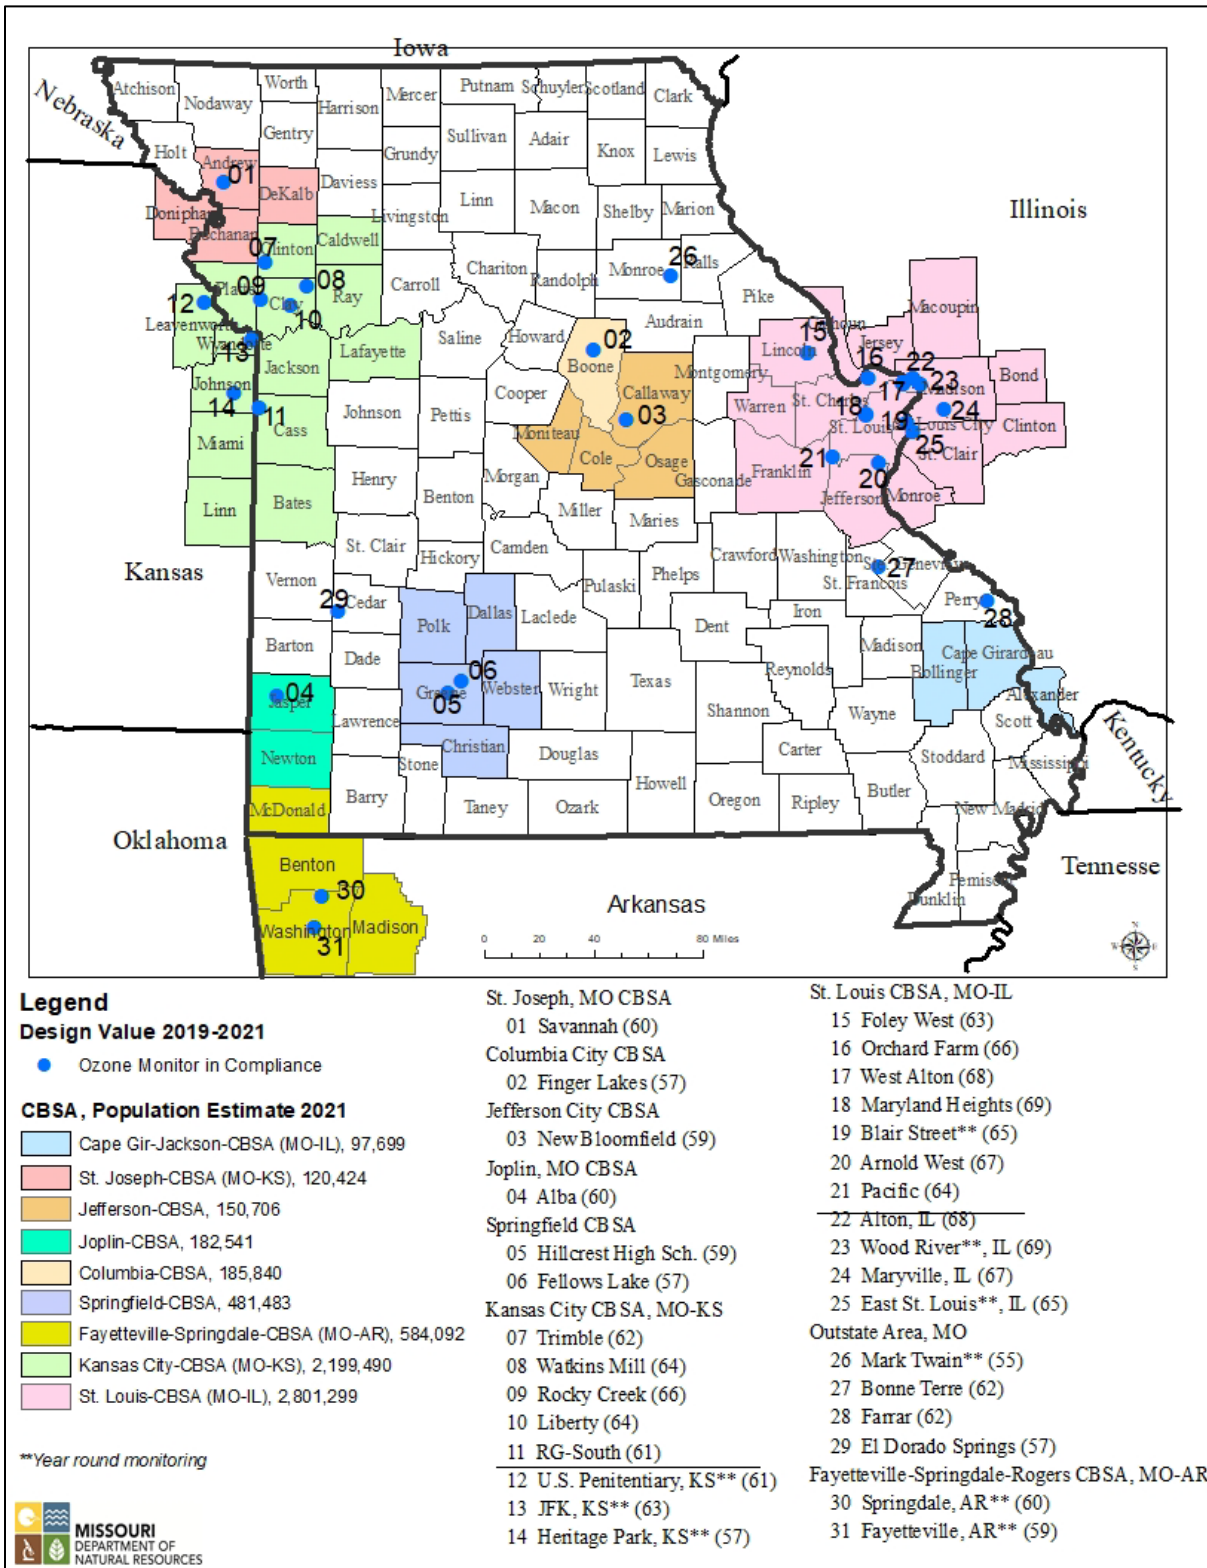 Iowa
Nebraska
Illinois
Kansas
Oklahoma
Arkansas
Kentucky
Tennesse
Atchison
Nodaway
Worth
Harrison
Mercer
Putnam
Schuyler
Scotland
Clark
Gentry
Sullivan
Adair
Knox
Lewis
Holt
Andrew
01
DeKalb
Daviess
Grundy
Livingston
Linn
Macon
Shelby
Marion
Doniphan
Buchanan
07
Clinton
Caldwell
Carroll
Chariton
Randolph
Monroe
26
Ralls
Pike
12
Platte
09
Clay
08
10
Ray
Leavenworth
Wyandotte
13
Jackson
Lafayette
Saline
Howard
02
Boone
Audrain
Calhoun
Macoupin
Jersey
15
Lincoln
16
22
23
17
Madison
Bond
Johnson
14
11
Cass
Johnson
Pettis
Cooper
Moniteau
Callaway
03
Montgomery
Warren
St. Charles
18
St. Louis
19
St. Louis City
24
25
Clinton
St. Clair
Miami
Cole
Osage
Gasconade
Franklin
21
20
Jefferson
Monroe
Linn
Bates
Henry
Benton
Morgan
Miller
Maries
St. Clair
Hickory
Camden
Pulaski
Phelps
Crawford
Washington
27
Ste. Genevieve
St. Francois
Perry
28
Vernon
29
Cedar
Polk
Dallas
Laclede
Dent
Iron
Madison
Bollinger
Cape Girardeau
Alexander
Barton
Dade
04
Jasper
06
Greene
05
Webster
Wright
Texas
Reynolds
Shannon
Wayne
Scott
Lawrence
Newton
Christian
Stone
Douglas
Howell
Carter
Stoddard
Mississippi
McDonald
Barry
Taney
Ozark
Oregon
Ripley
Butler
New Madrid
Benton
30
Washington
31
Madison
Dunklin
Pemiscot
0 20 40 80 Miles
N
E
S
W
Legend
Design Value 2019-2021
Ozone Monitor in Compliance
CBSA, Population Estimate 2021
Cape Gir-Jackson-CBSA (MO-IL), 97,699
St. Joseph-CBSA (MO-KS), 120,424
Jefferson-CBSA, 150,706
Joplin-CBSA, 182,541
Columbia-CBSA, 185,840
Springfield-CBSA, 481,483
Fayetteville-Springdale-CBSA (MO-AR), 584,092
Kansas City-CBSA (MO-KS), 2,199,490
St. Louis-CBSA (MO-IL), 2,801,299
**Year round monitoring
MISSOURI
DEPARTMENT OF
NATURAL RESOURCES
St. Joseph, MO CBSA
01 Savannah (60)
Columbia City CBSA
02 Finger Lakes (57)
Jefferson City CBSA
03 New Bloomfield (59)
Joplin, MO CBSA
04 Alba (60)
Springfield CBSA
05 Hillcrest High Sch. (59)
06 Fellows Lake (57)
Kansas City CBSA, MO-KS
07 Trimble (62)
08 Watkins Mill (64)
09 Rocky Creek (66)
10 Liberty (64)
11 RG-South (61)
12 U.S. Penitentiary, KS** (61)
13 JFK, KS** (63)
14 Heritage Park, KS** (57)
St. Louis CBSA, MO-IL
15 Foley West (63)
16 Orchard Farm (66)
17 West Alton (68)
18 Maryland Heights (69)
19 Blair Street** (65)
20 Arnold West (67)
21 Pacific (64)
22 Alton, IL (68)
23 Wood River**, IL (69)
24 Maryville, IL (67)
25 East St. Louis**, IL (65)
Outstate Area, MO
26 Mark Twain** (55)
27 Bonne Terre (62)
28 Farrar (62)
29 El Dorado Springs (57)
Fayetteville-Springdale-Rogers CBSA, MO-AR
30 Springdale, AR** (60)
31 Fayetteville, AR** (59)